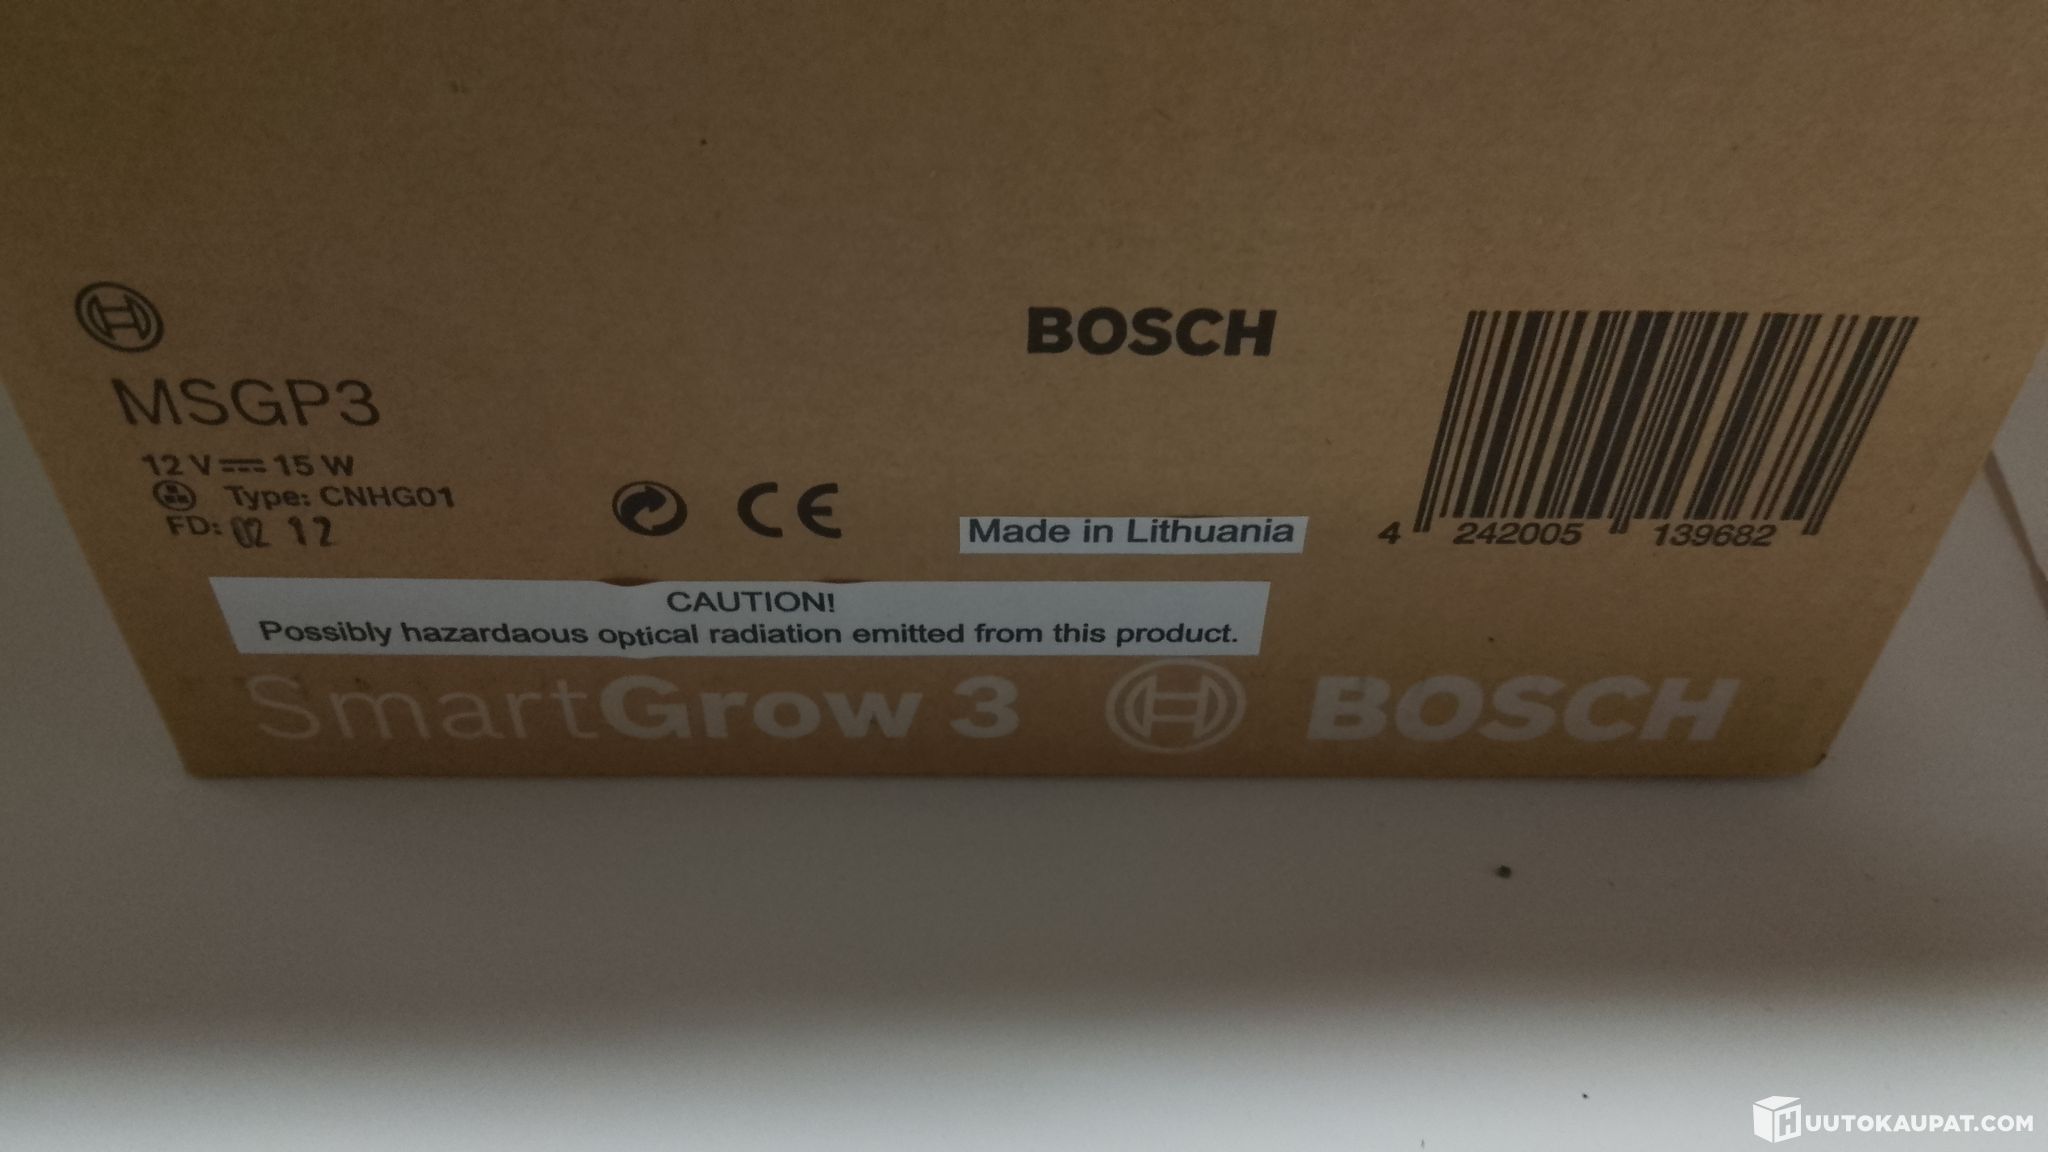 MSGP3
12 V 15 W
Type: CNHG01
FD: 02 12
CE
BOSCH
Made in Lithuania
4 242005 139682
CAUTION!
Possibly hazardaous optical radiation emitted from this product.
SmartGrow 3 BOSCH
HUUTOKAUPAT.COM